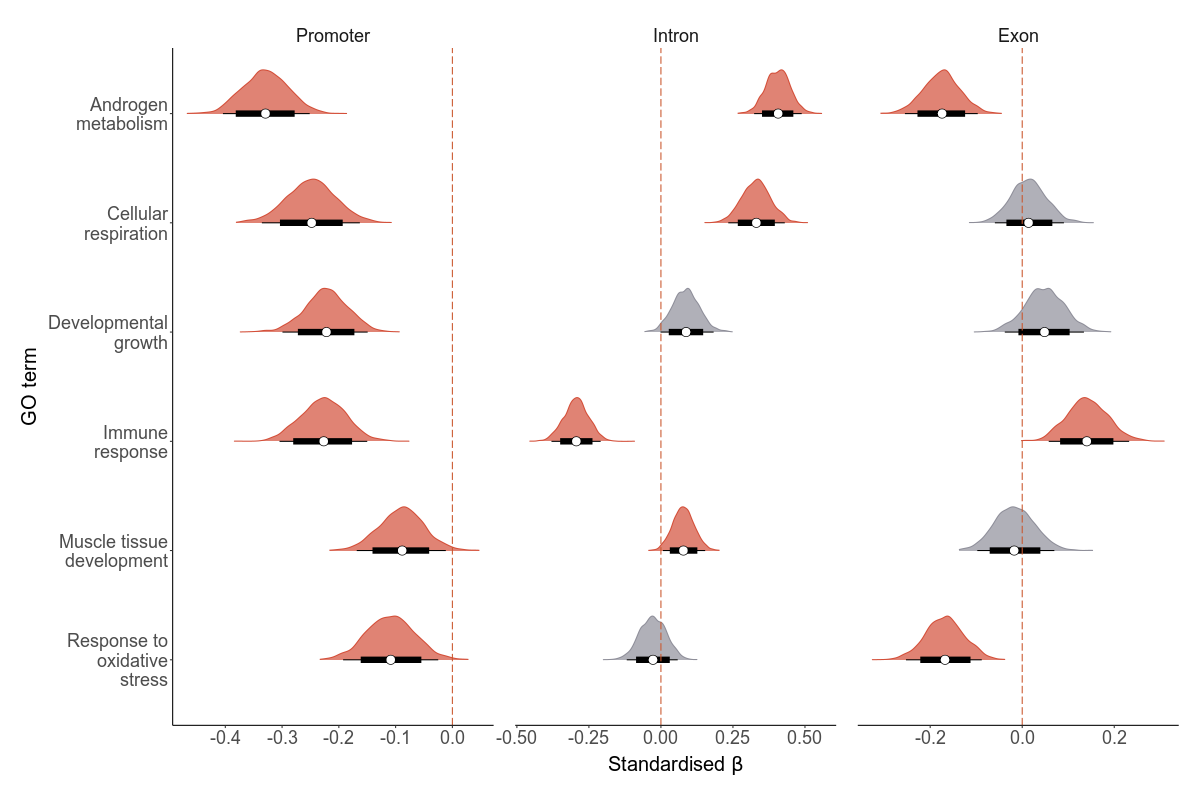 Promoter
Intron
Exon
GO term
Androgen
metabolism
Cellular
respiration
Developmental
growth
Immune
response
Muscle tissue
development
Response to
oxidative
stress
-0.4 -0.3 -0.2 -0.1 0.0
-0.50 -0.25 0.00 0.25 0.50
-0.2 0.0 0.2
Standardised β